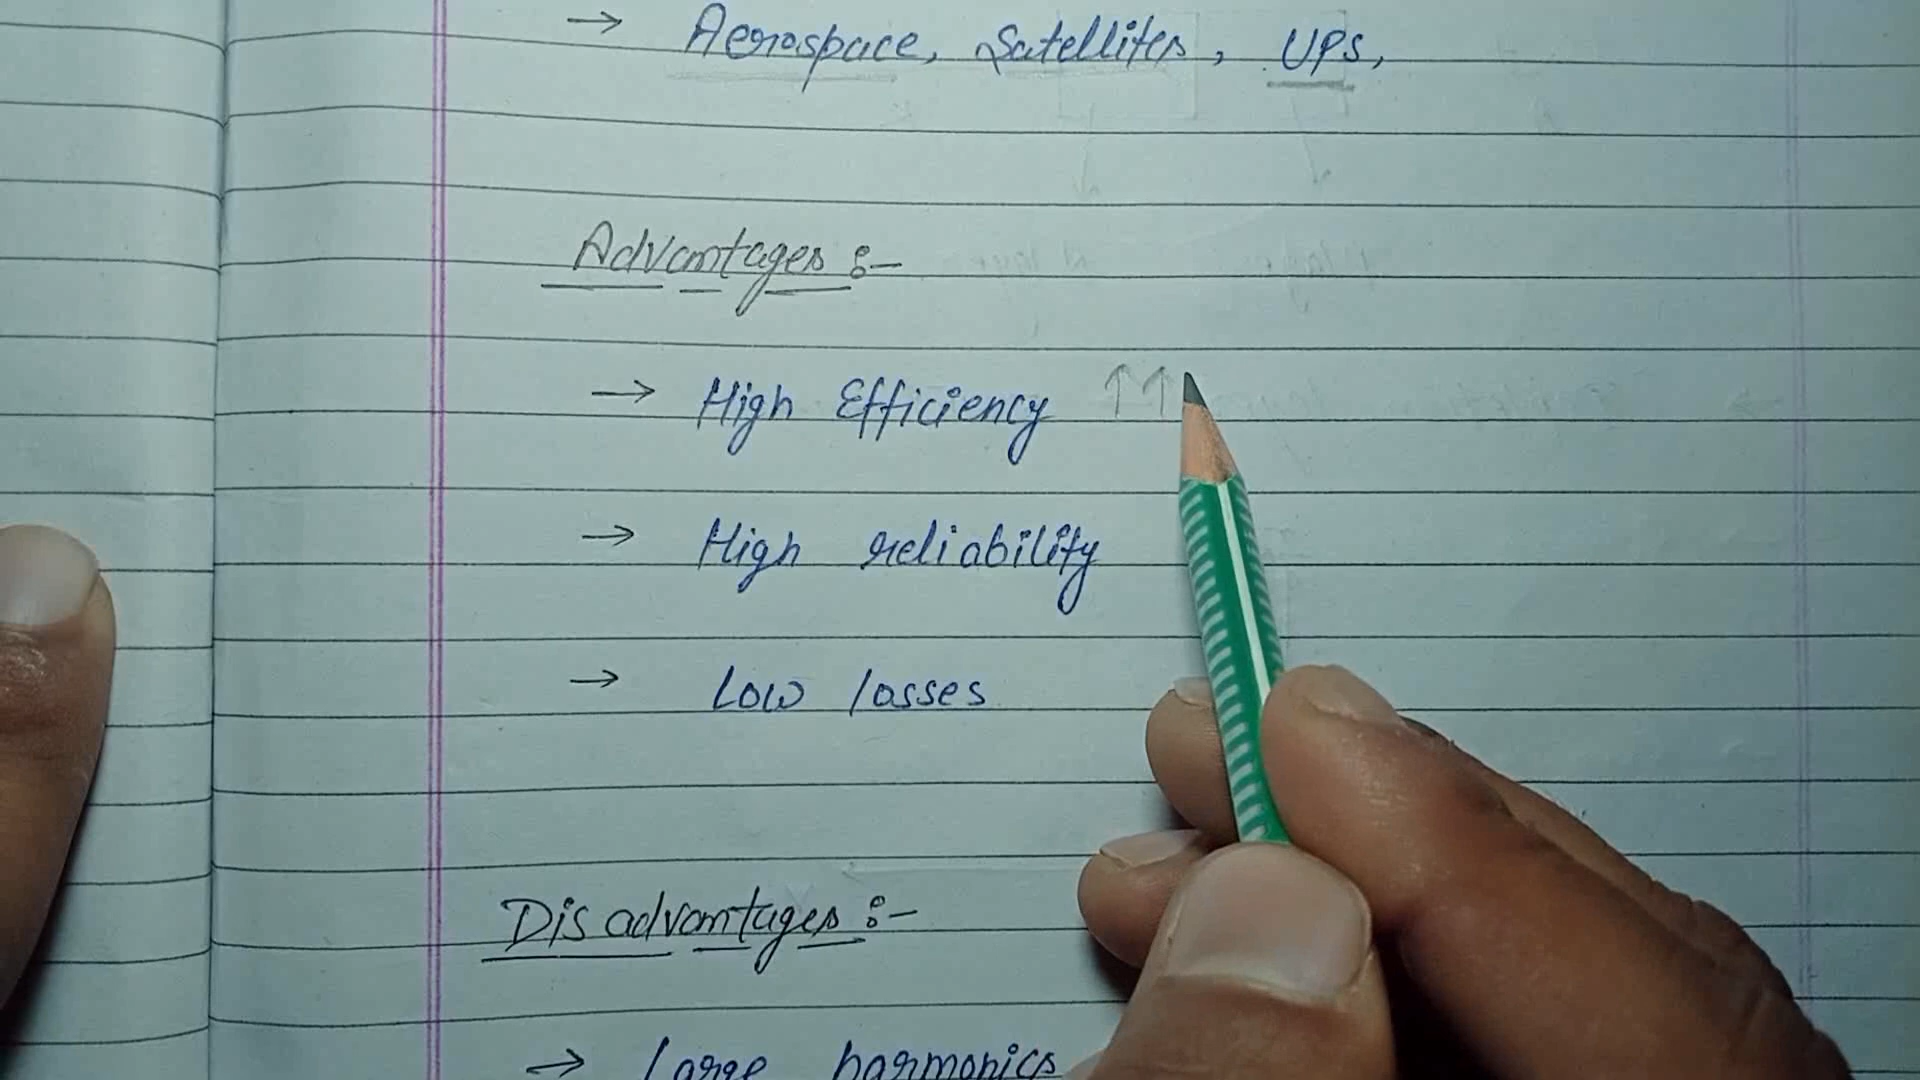 → Aerospace, Satellites, UPS,
Advantages :-
→ High Efficiency ↑↑
→ High reliability
→ Low losses
Disadvantages :-
→ Large harmonics